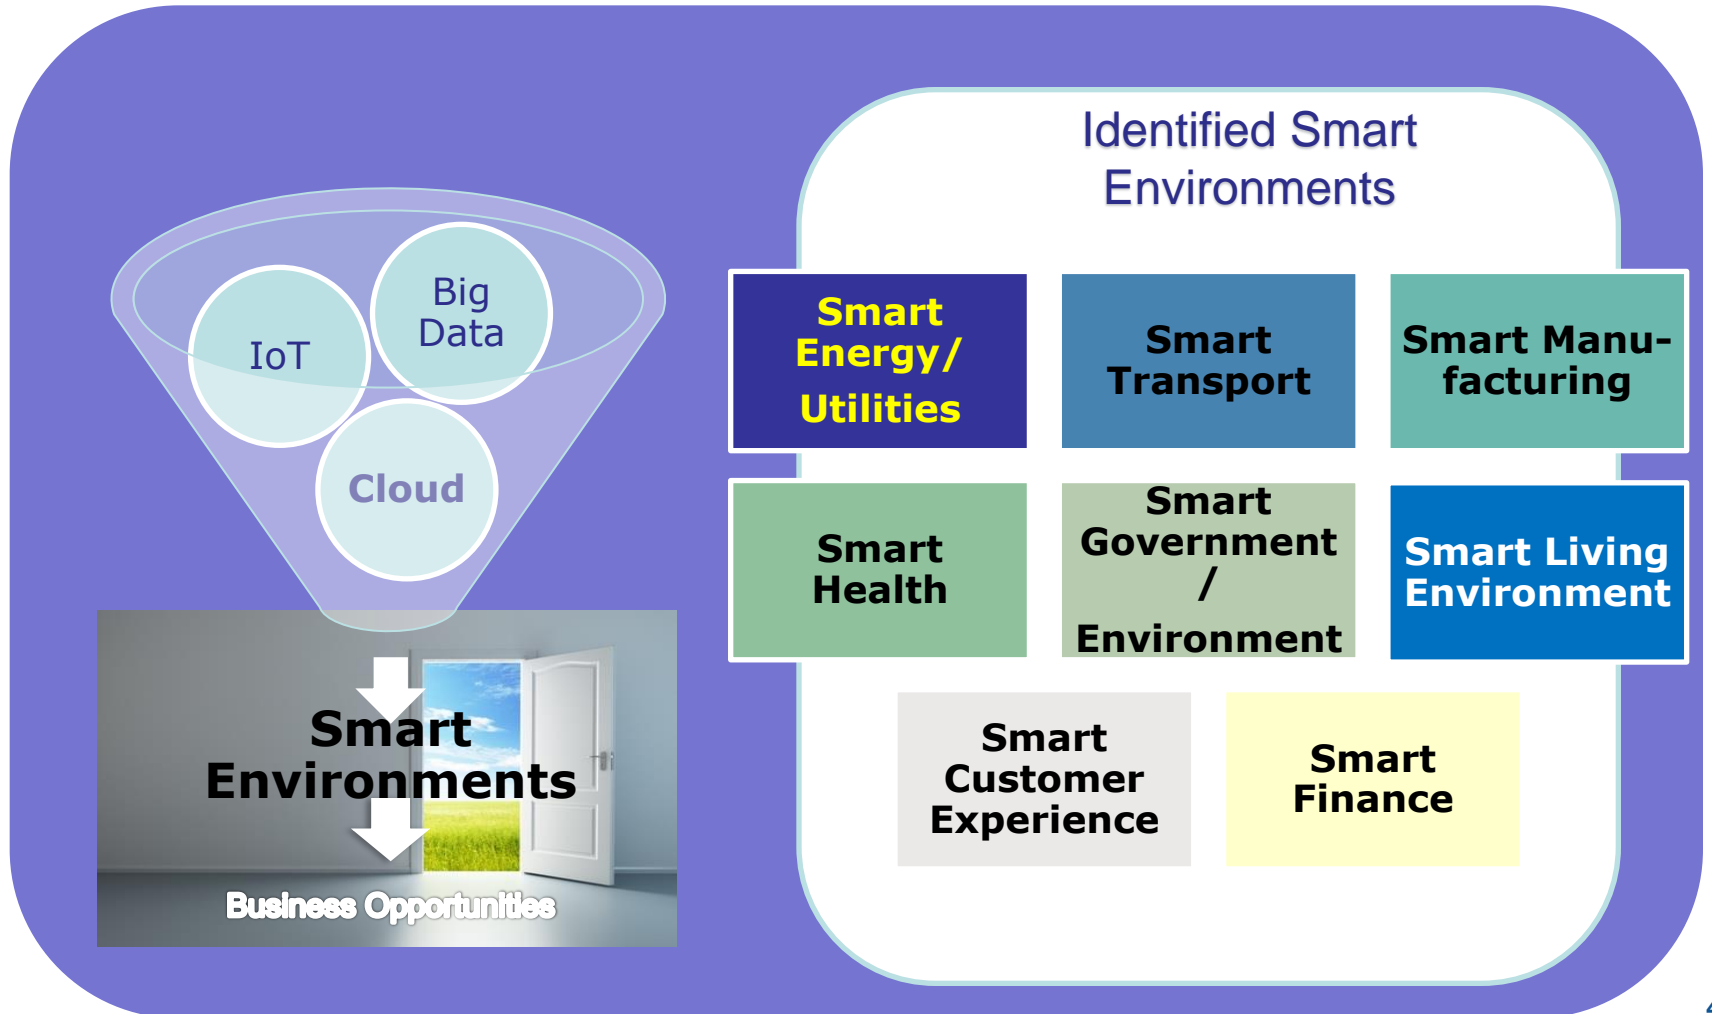 Identified Smart
Environments
Big
Data
IoT
Cloud
Smart
Environments
Business Opportunities
Smart
Energy/
Utilities
Smart
Transport
Smart Manu-
facturing
Smart
Health
Smart
Government
/
Environment
Smart Living
Environment
Smart
Customer
Experience
Smart
Finance